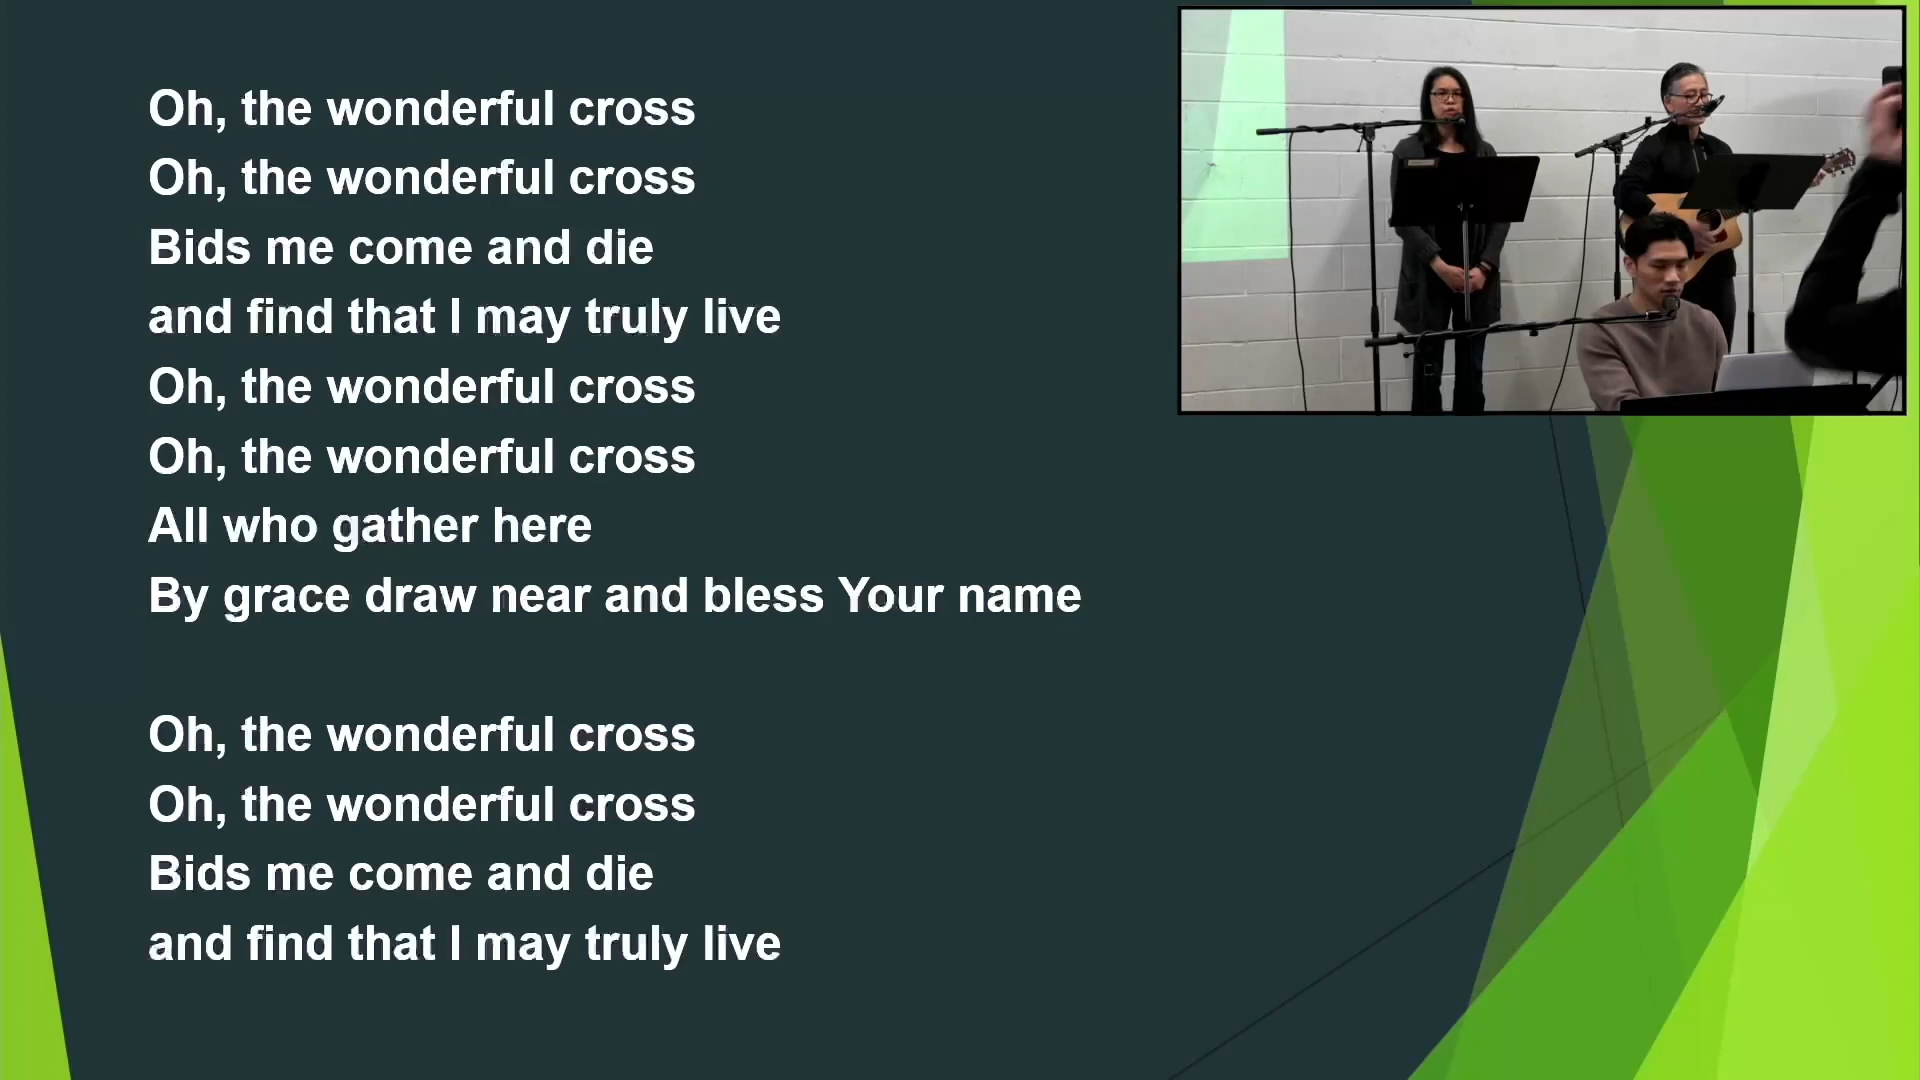 Oh, the wonderful cross
Oh, the wonderful cross
Bids me come and die
and find that I may truly live
Oh, the wonderful cross
Oh, the wonderful cross
All who gather here
By grace draw near and bless Your name
Oh, the wonderful cross
Oh, the wonderful cross
Bids me come and die
and find that I may truly live